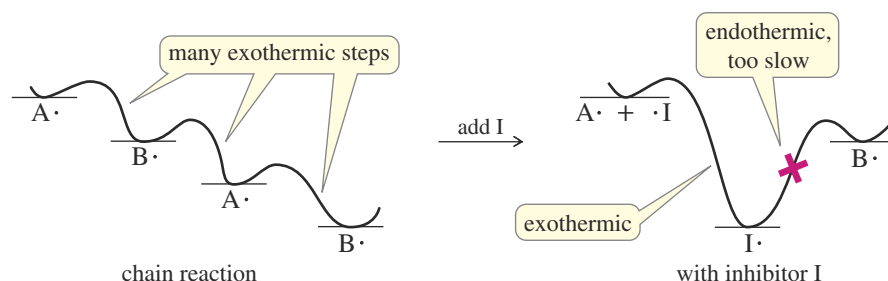 many exothermic steps
A·
B·
A·
B·
chain reaction
add I
endothermic,
too slow
A· + ·I
B·
exothermic
I·
with inhibitor I